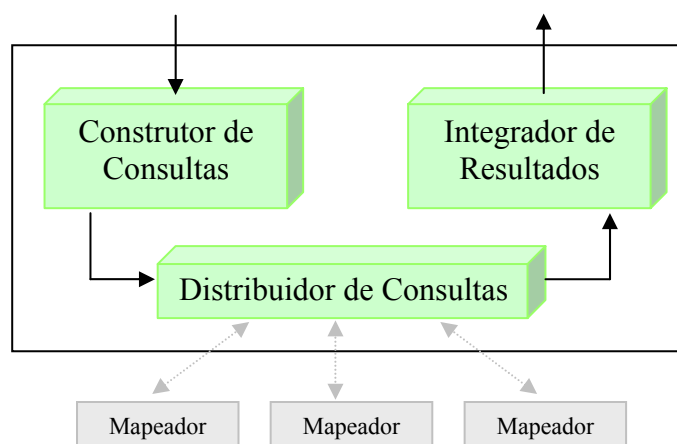 Construtor de
Consultas
Integrador de
Resultados
Distribuidor de Consultas
Mapeador
Mapeador
Mapeador